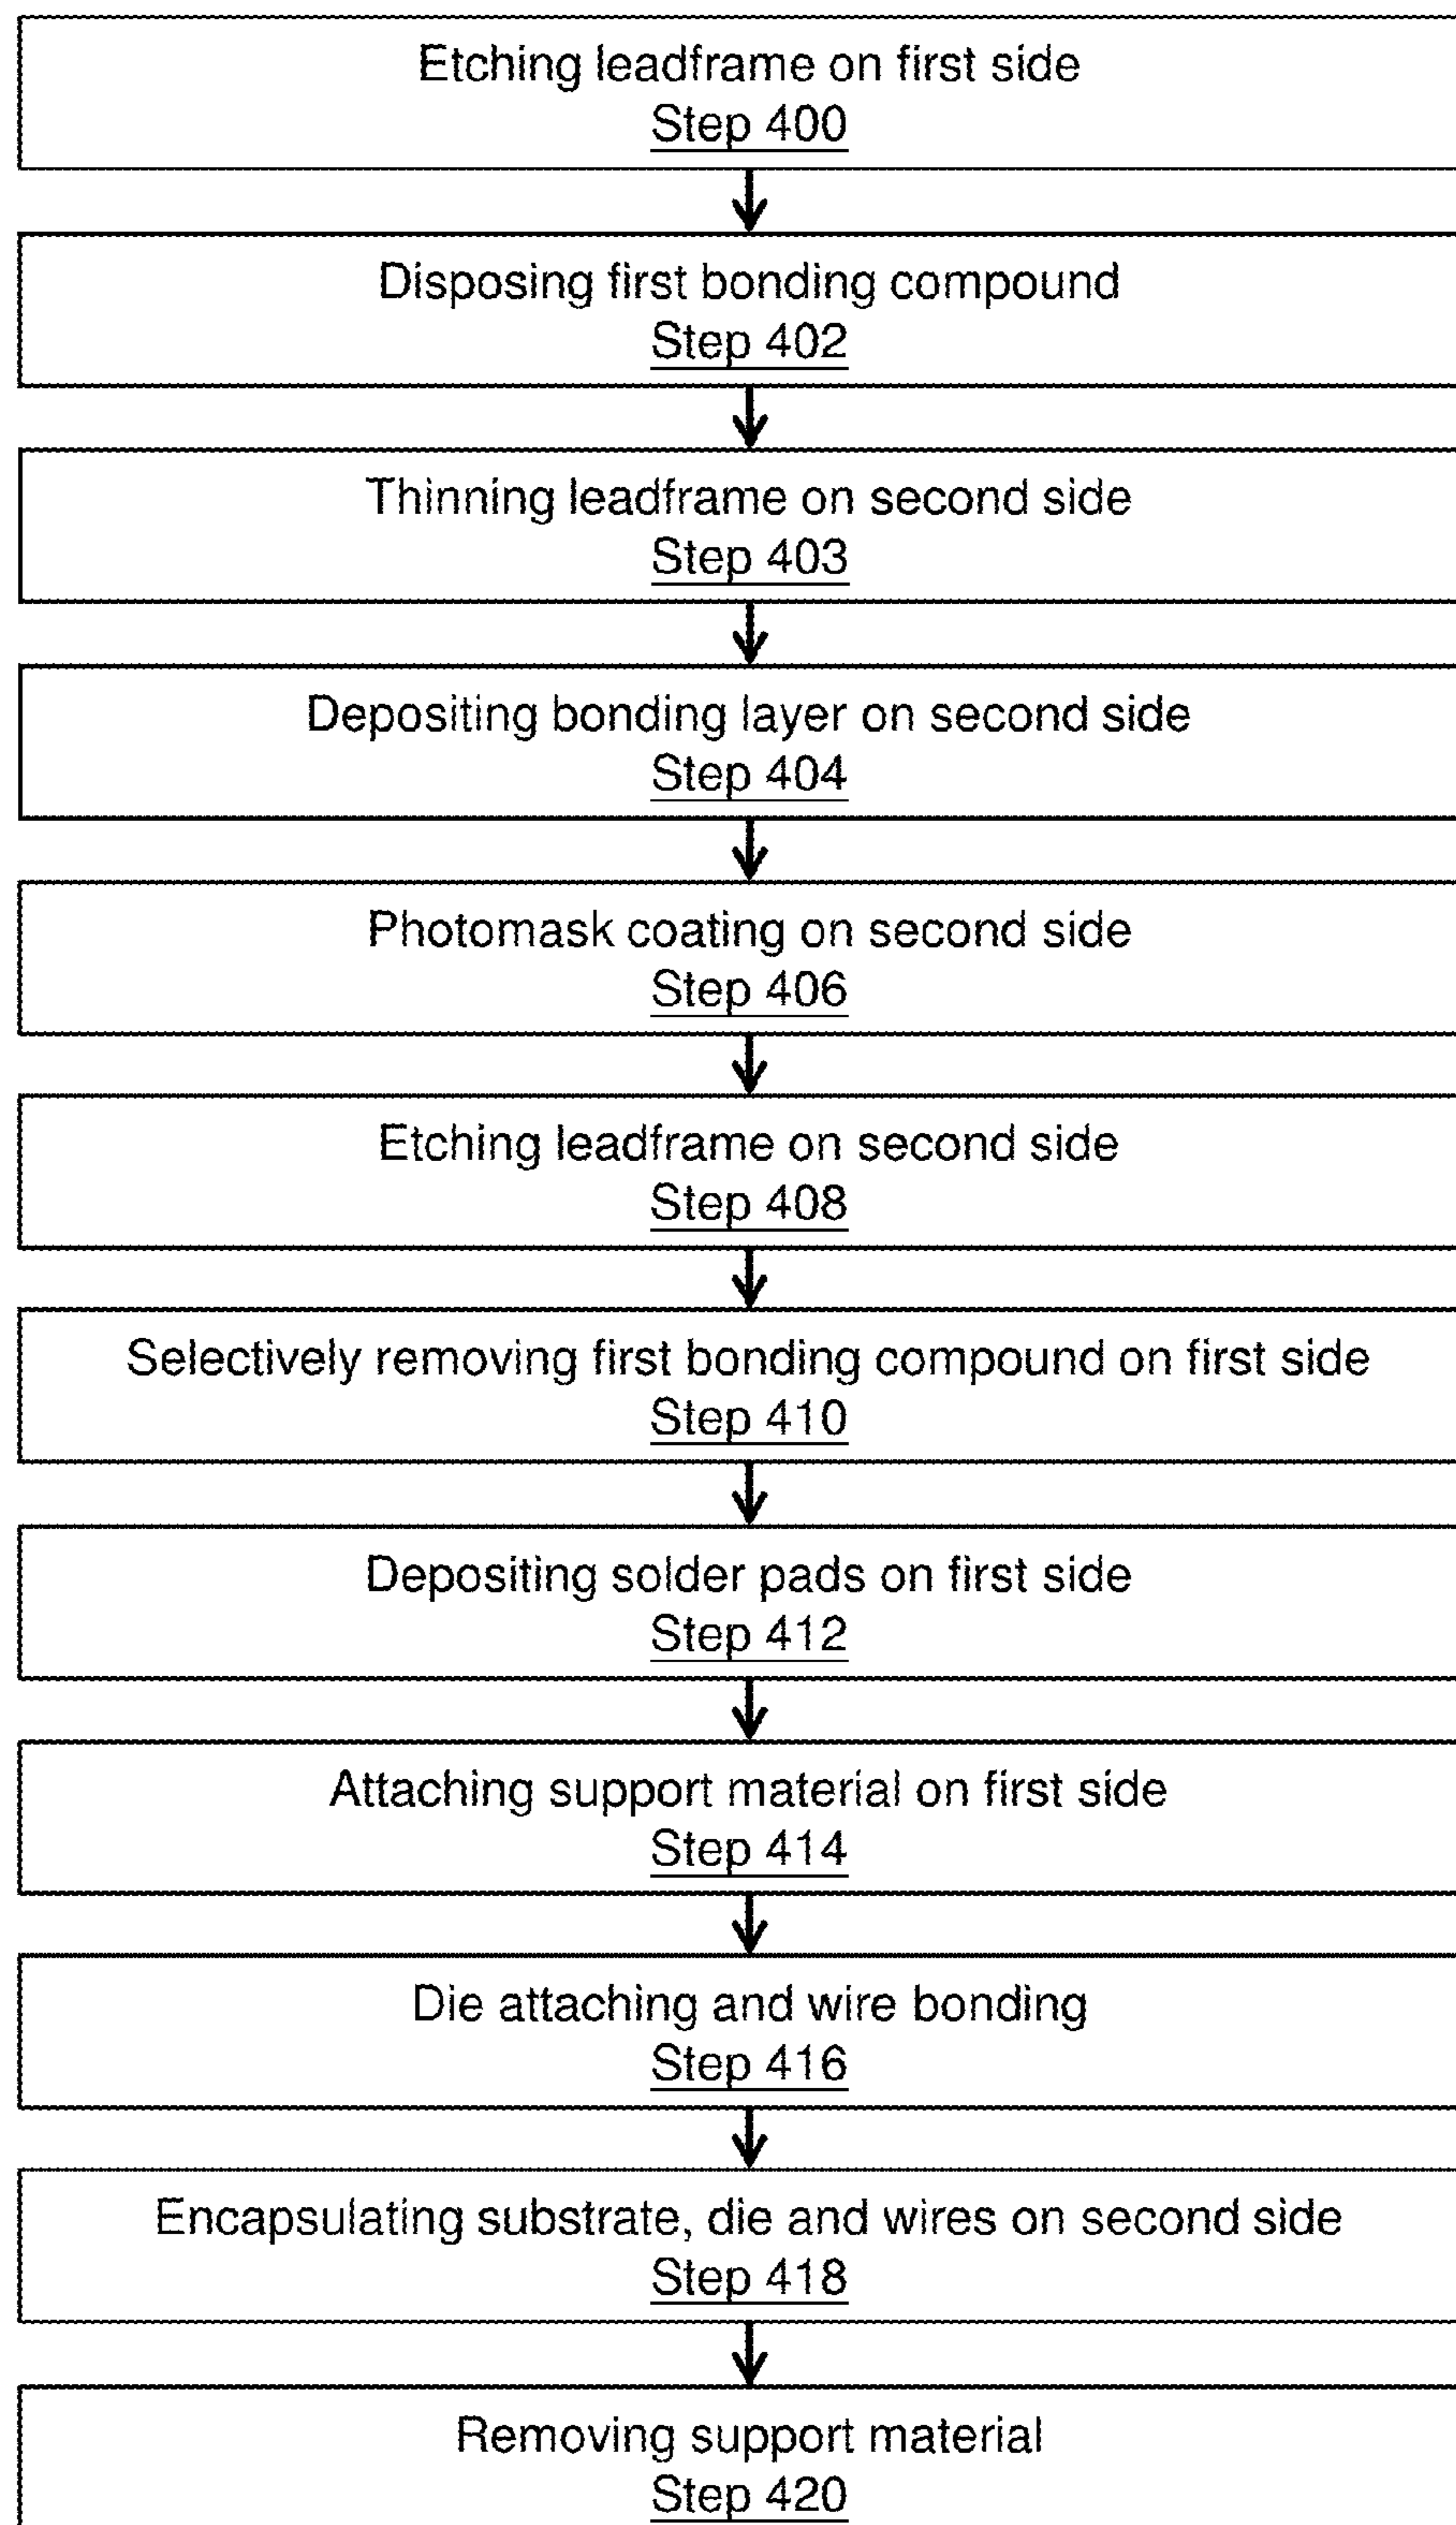 Etching leadframe on first side
Step 400
Disposing first bonding compound
Step 402
Thinning leadframe on second side
Step 403
Depositing bonding layer on second side
Step 404
Photomask coating on second side
Step 406
Etching leadframe on second side
Step 408
Selectively removing first bonding compound on first side
Step 410
Depositing solder pads on first side
Step 412
Attaching support material on first side
Step 414
Die attaching and wire bonding
Step 416
Encapsulating substrate, die and wires on second side
Step 418
Removing support material
Step 420